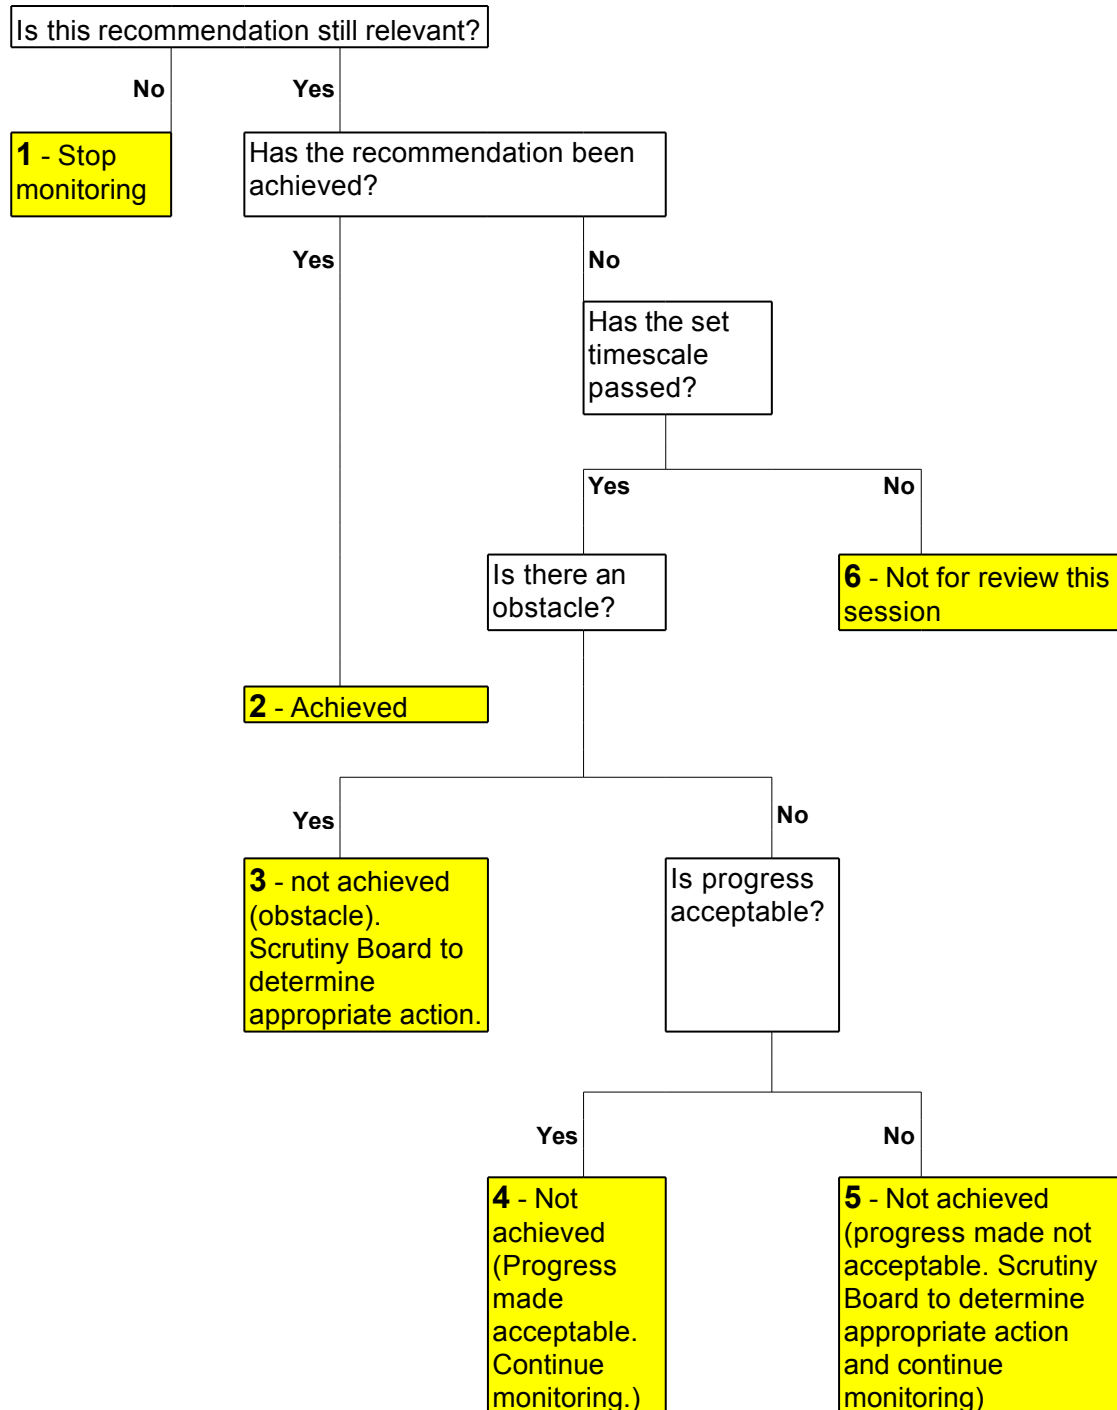 Is this recommendation still relevant?
No
Yes
1 - Stop
monitoring
Has the recommendation been
achieved?
Yes
No
Has the set
timescale
passed?
Yes
No
Is there an
obstacle?
6 - Not for review this
session
2 - Achieved
Yes
No
3 - not achieved
(obstacle).
Scrutiny Board to
determine
appropriate action.
Is progress
acceptable?
Yes
No
4 - Not
achieved
(Progress
made
acceptable.
Continue
monitoring.)
5 - Not achieved
(progress made not
acceptable. Scrutiny
Board to determine
appropriate action
and continue
monitoring)